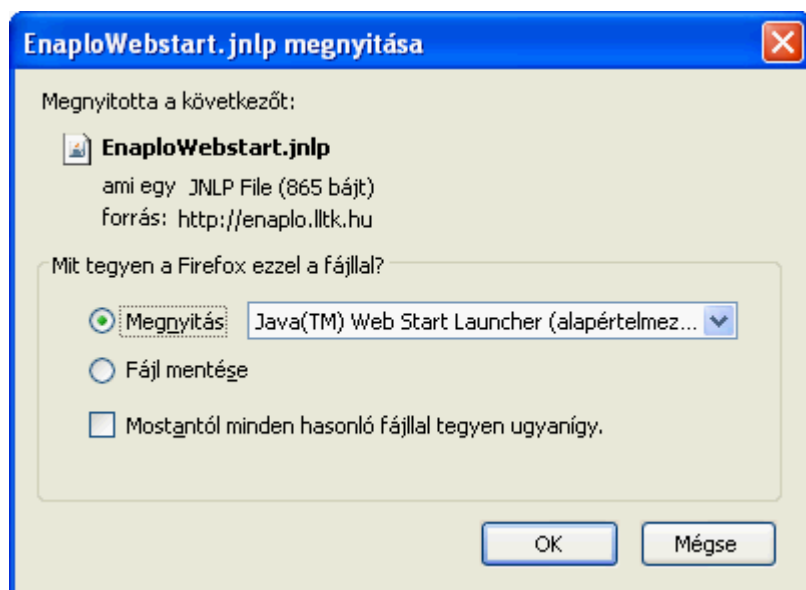 EnaploWebstart.jnlp megnyitása
Megnyitotta a következőt:
EnaploWebstart.jnlp
ami egy JNLP File (865 bájt)
forrás: http://enaplo.lltk.hu
Mit tegyen a Firefox ezzel a fájllal?
Megnyitás Java(TM) Web Start Launcher (alapértelmez...
Fájl mentése
Mostantól minden hasonló fájllal tegyen ugyanígy.
OK Mégse